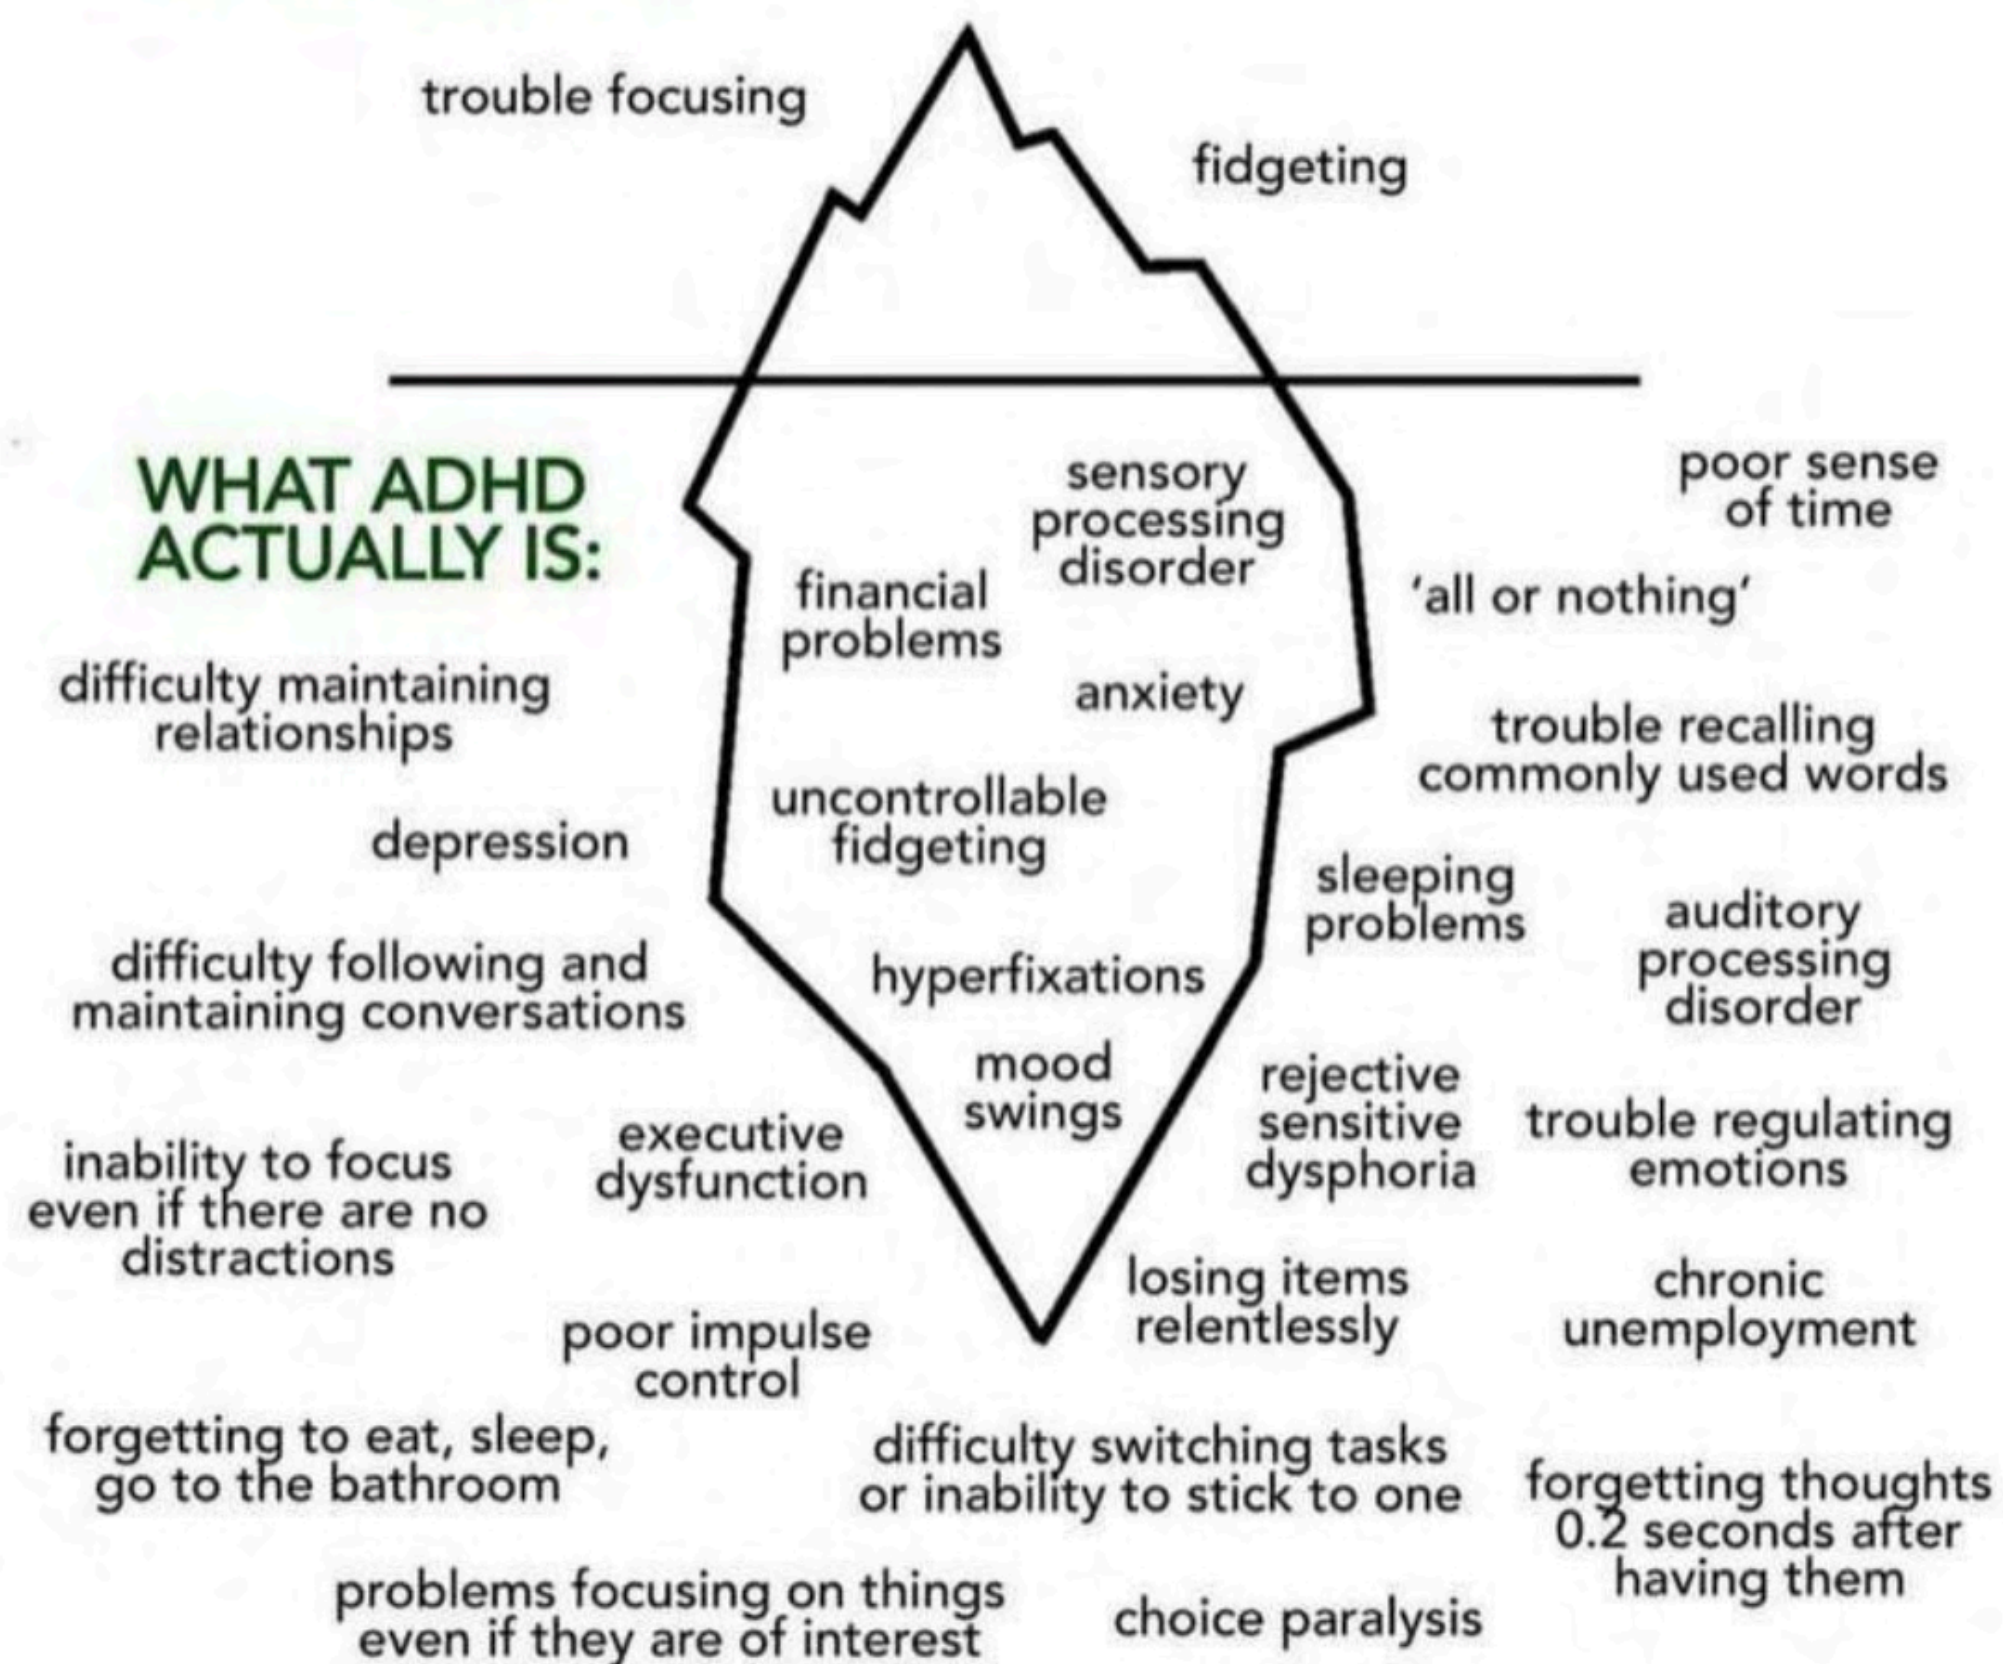 trouble focusing
fidgeting
WHAT ADHD
ACTUALLY IS:
sensory
processing
disorder
poor sense
of time
financial
problems
'all or nothing'
difficulty maintaining
relationships
anxiety
trouble recalling
commonly used words
depression
uncontrollable
fidgeting
sleeping
problems
auditory
processing
disorder
difficulty following and
maintaining conversations
hyperfixations
mood
swings
rejective
sensitive
dysphoria
trouble regulating
emotions
inability to focus
even if there are no
distractions
executive
dysfunction
losing items
relentlessly
chronic
unemployment
poor impulse
control
forgetting to eat, sleep,
go to the bathroom
difficulty switching tasks
or inability to stick to one
forgetting thoughts
0.2 seconds after
having them
problems focusing on things
even if they are of interest
choice paralysis